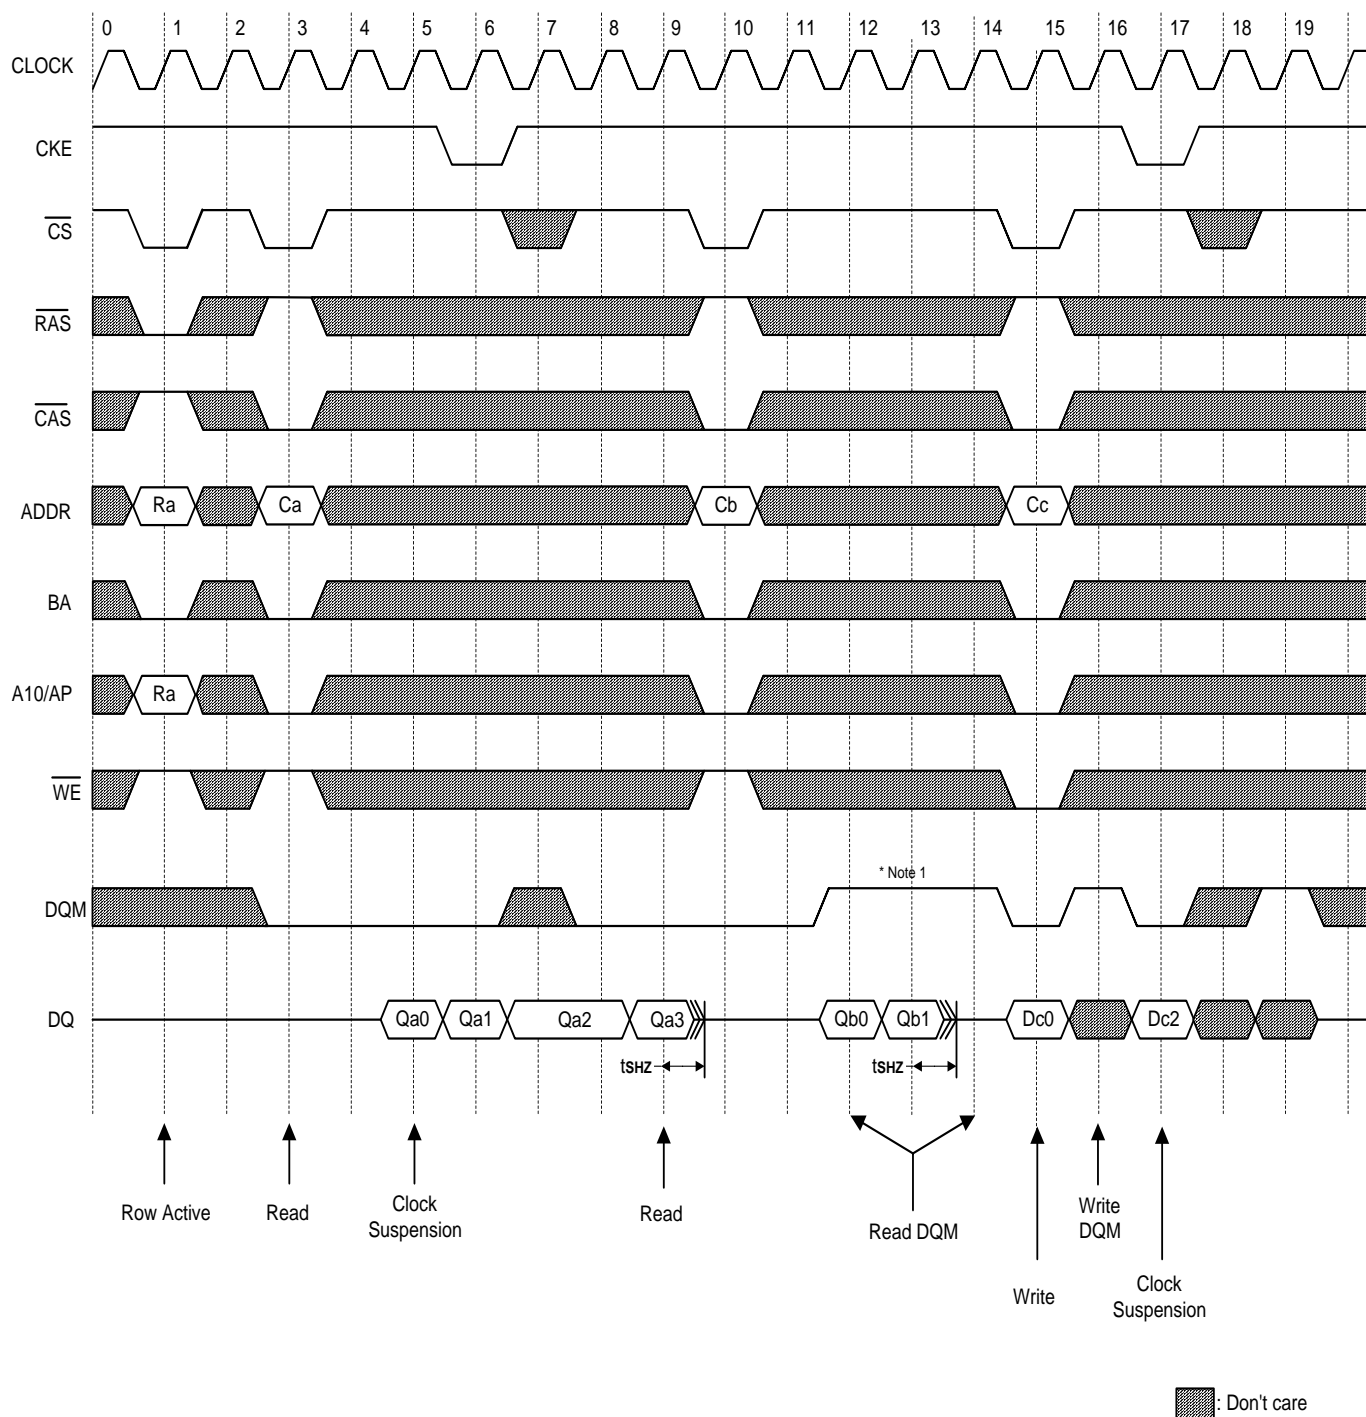 0 1 2 3 4 5 6 7 8 9 10 11 12 13 14 15 16 17 18 19
CLOCK
CKE
CS
RAS
CAS
ADDR Ra Ca Cb Cc
BA
A10/AP Ra
WE
* Note 1
DQM
DQ Qa0 Qa1 Qa2 Qa3 Qb0 Qb1 Dc0 Dc2
tSHZ tSHZ
Row Active
Read
Clock
Suspension
Read
Read DQM
Write
DQM
Write
Clock
Suspension
: Don't care